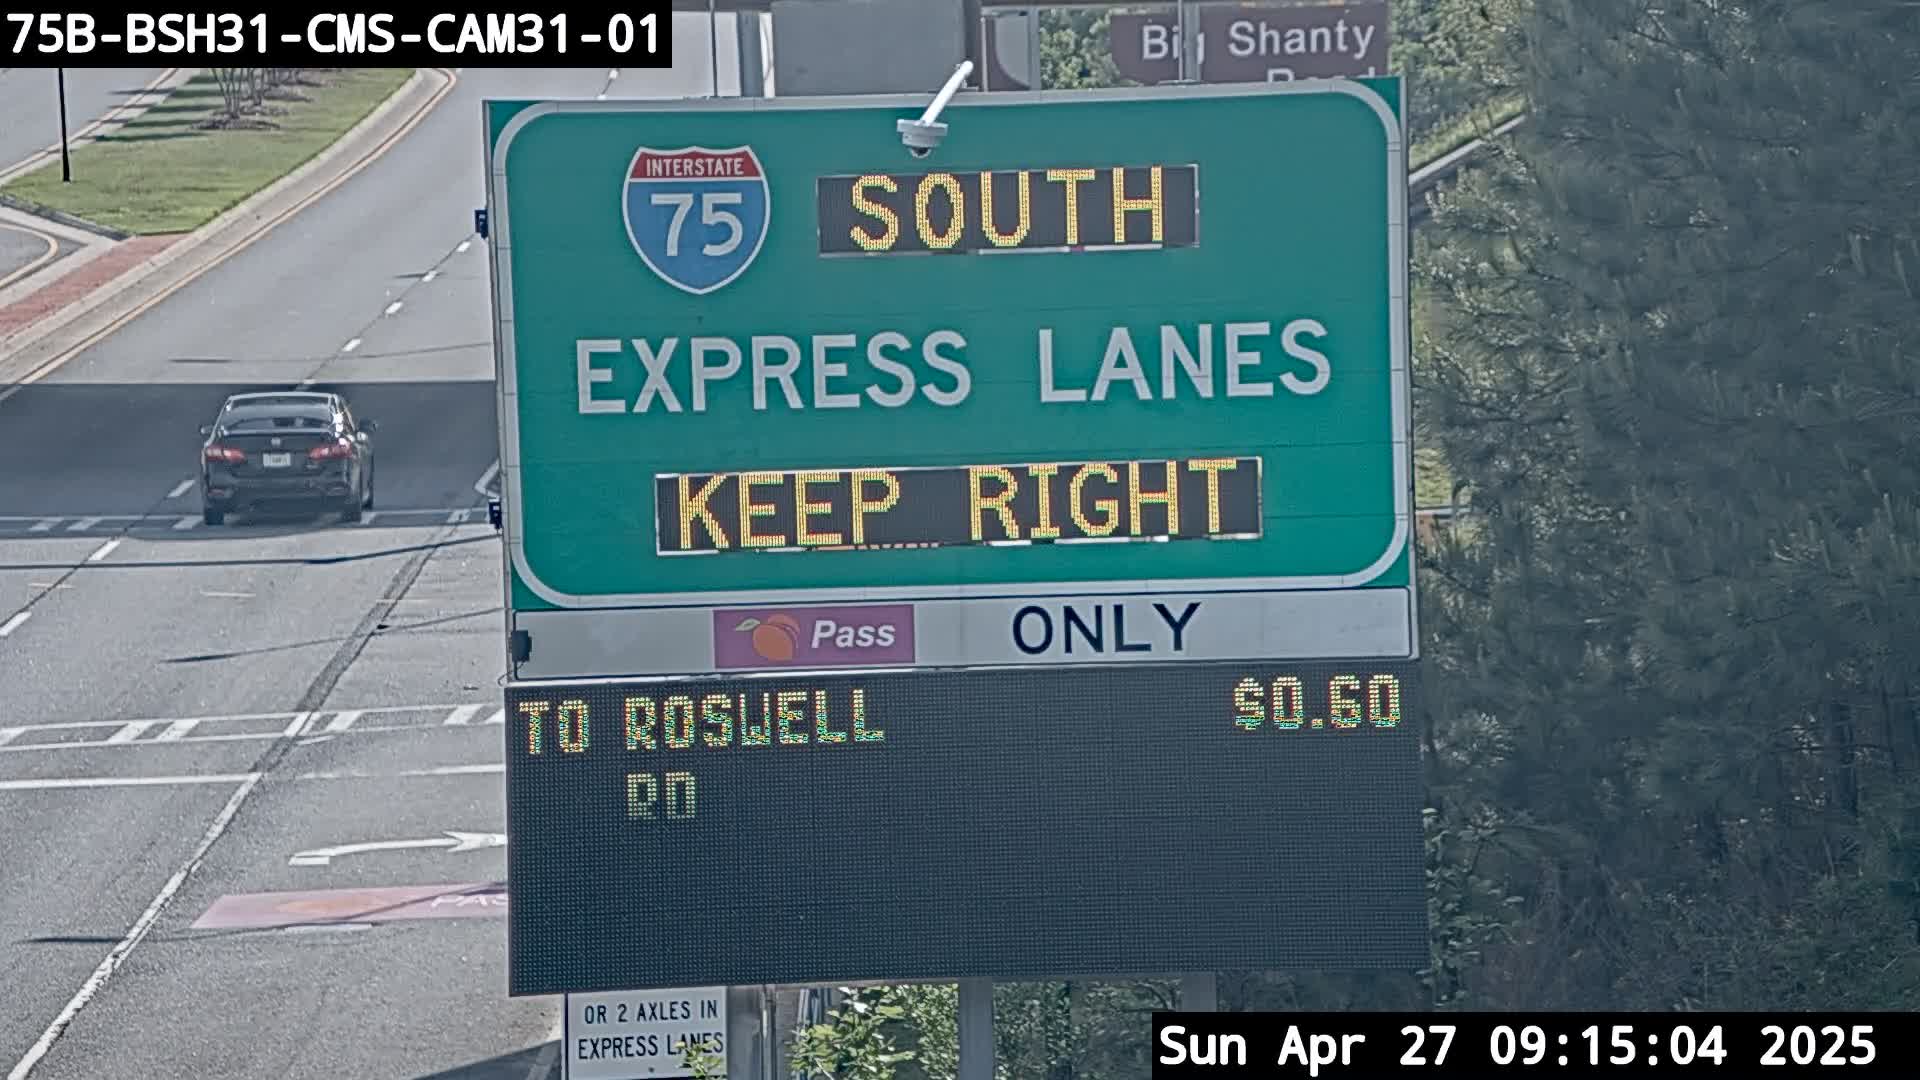 75B-BSH31-CMS-CAM31-01
Big Shanty
Road
INTERSTATE
75
SOUTH
EXPRESS LANES
KEEP RIGHT
Pass ONLY
TO ROSWELL $0.60
RD
OR 2 AXLES IN
EXPRESS LANES
Sun Apr 27 09:15:04 2025